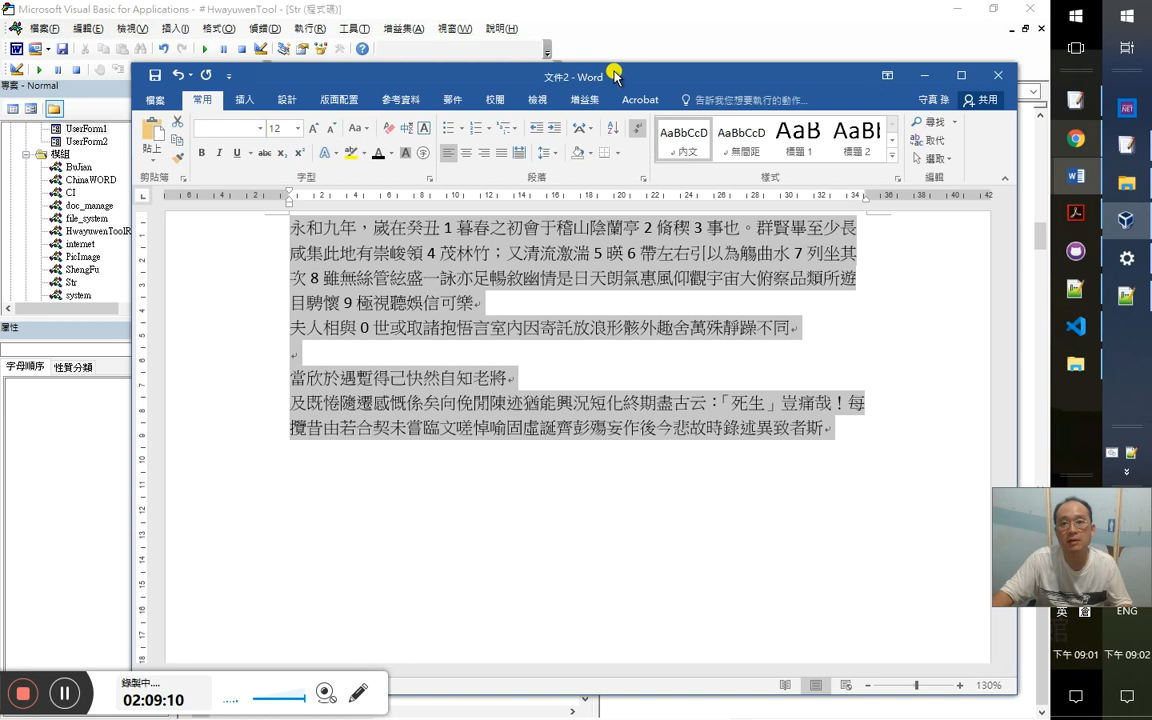 Microsoft Visual Basic for Applications - # HwayuwenTool - [Str (程式碼)]
檔案(F) 編輯(E) 檢視(V) 插入(I) 格式(O) 偵錯(D) 執行(R) 工具(T) 增益集(A) 視窗(W) 說明(H)
專案 - Normal
UserForm1
UserForm2
模組
BuJian
ChinaWORD
CI
doc_manage
file_system
HwayuwenToolR
internet
PicImage
ShengFu
Str
system
屬性
字母順序 性質分類
文件2 - Word
檔案 常用 插入 設計 版面配置 參考資料 郵件 校閱 檢視 增益集 Acrobat 告訴我您想要執行的動作... 守真 孫 共用
貼上 12 B I U abc
AaBbCcD AaBbCcD AaB AaBl
內文 無間距 標題 1 標題 2
尋找
取代
選取
剪貼簿 字型 段落 樣式 編輯
永和九年，崴在癸丑 1 暮春之初會于稽山陰蘭亭 2 脩稧 3 事也。群賢畢至少長
咸集此地有崇峻領 4 茂林竹；又清流激湍 5 暎 6 帶左右引以為觴曲水 7 列坐其
次 8 雖無絲管絃盛一詠亦足暢敘幽情是日天朗氣惠風仰觀宇宙大俯察品類所遊
目騁懷 9 極視聽娛信可樂
夫人相與 0 世或取諸抱悟言室內因寄託放浪形骸外趣舍萬殊靜躁不同
當欣於遇蹔得己快然自知老將
及既惓隨遷感慨係矣向俛閒陳迹猶能興況短化終期盡古云：「死生」豈痛哉！每
攬昔由若合契未嘗臨文嗟悼喻固虛誕齊彭殤妄作後今悲故時錄述異致者斯
130%
錄製中....
02:09:10
英
ENG
下午 09:01
下午 09:02